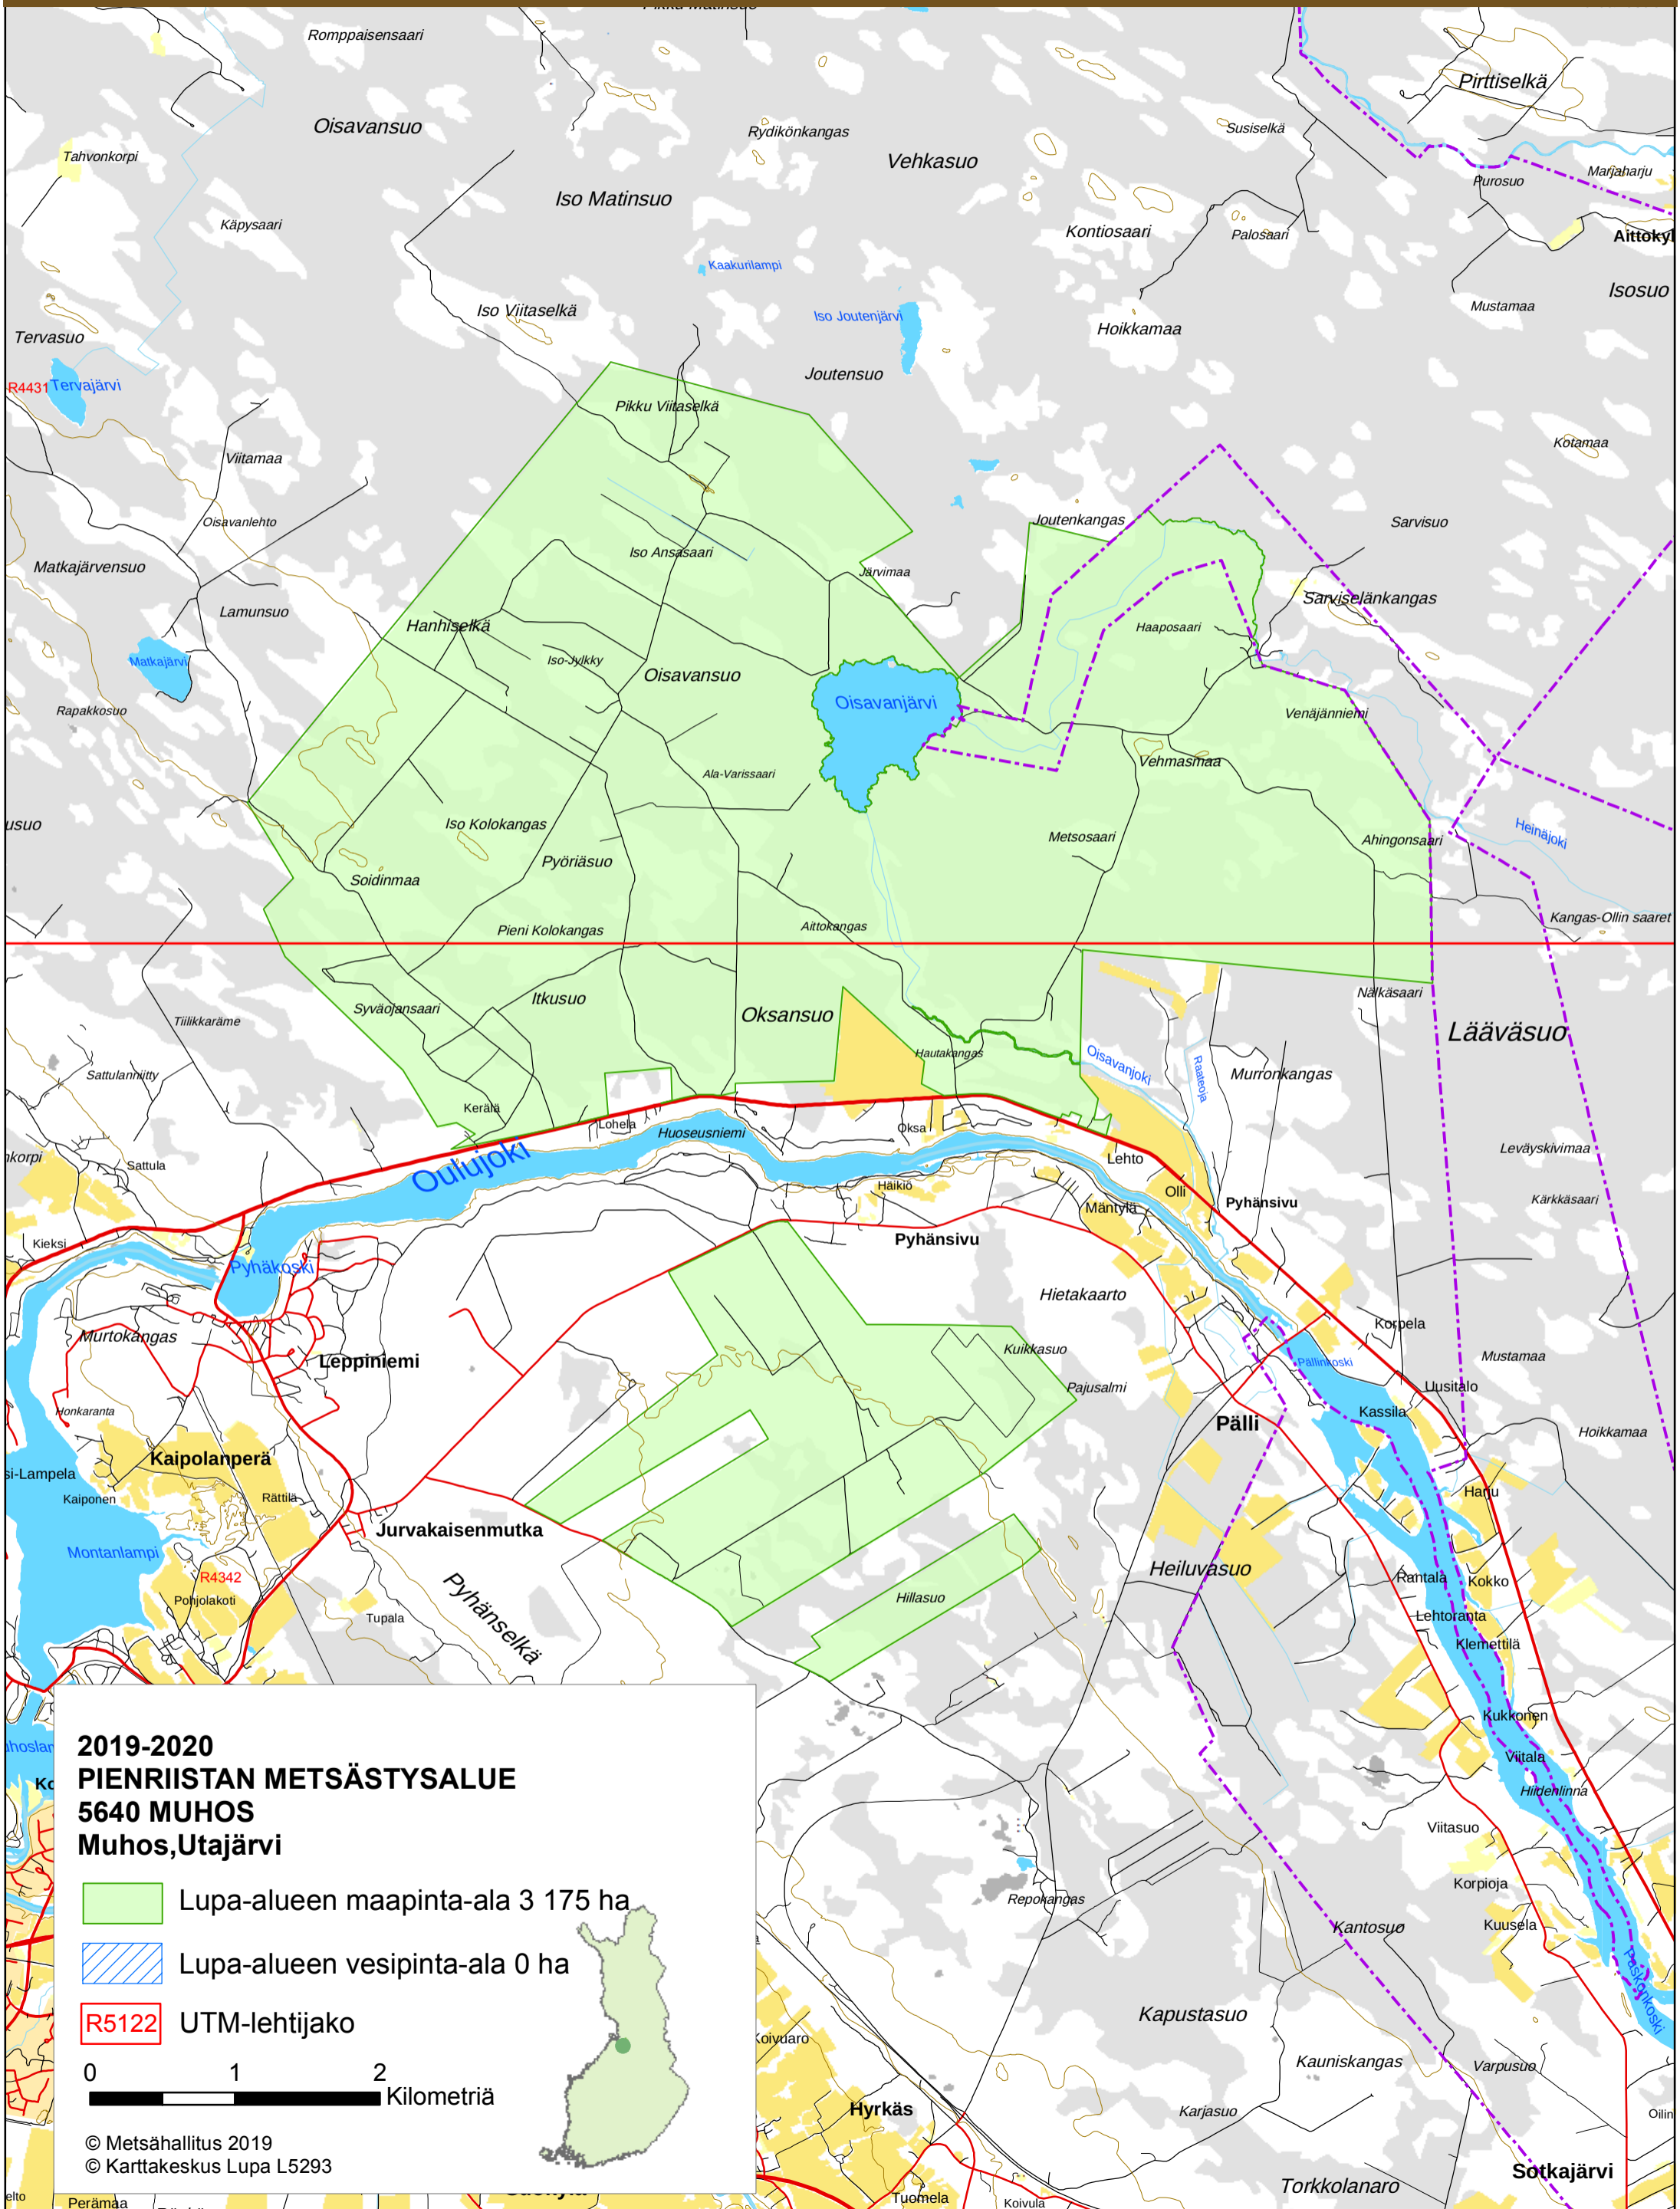 Romppaisensaari
Oisavansuo
Rydikönkangas
Vehkasuo
Susiselkä
Pirttiselkä
Tahvonkorpi
Marjaharju
Purosuo
Iso Matinsuo
Käpysaari
Kontiosaari
Palosaari
Kaakurilampi
Isosuo
Mustamaa
Iso Viitaselkä
Iso Joutenjärvi
Hoikkamaa
Tervasuo
Joutensuo
R4431
Tervajärvi
Pikku Viitaselkä
Kotamaa
Viitamaa
Oisavanlehto
Joutenkangas
Sarvisuo
Iso Ansasaari
Matkajärvensuo
Järvimaa
Sarviselänkangas
Lamunsuo
Hanhiselkä
Haaposaari
Matkajärvi
Iso-Jylkky
Oisavansuo
Oisavanjärvi
Rapakkosuo
Venäjänniemi
Ala-Varissaari
Vehmasmaa
usuo
Iso Kolokangas
Metsosaari
Ahingonsaari
Heinäjoki
Pyöriäsuo
Soidinmaa
Pieni Kolokangas
Aittokangas
Kangas-Ollin saaret
Itkusuo
Nälkäsaari
Syväojansaari
Oksansuo
Tiilikkaräme
Lääväsuo
Hautakangas
Oisavanjoki
Raateoja
Murronkangas
Sattulanniitty
Kerälä
Lohela
Huoseusniemi
Oksa
Leväyskivimaa
nkorpi
Sattula
Oulujoki
Lehto
Häikiö
Olli
Pyhänsivu
Kärkkäsaari
Mäntylä
Kieksi
Pyhänsivu
Pyhäkoski
Hietakaarto
Korpela
Murtokangas
Kuikkasuo
Mustamaa
Leppiniemi
Pällinkoski
Pajusalmi
Uusitalo
Honkaranta
Kassila
Pälli
Hoikkamaa
Kaipolanperä
si-Lampela
Kaiponen
Rättilä
Harju
Jurvakaisenmutka
Montanlampi
Heiluvasuo
R4342
Pohjolakoti
Pyhänselkä
Rantala
Kokko
Hillasuo
Tupala
Lehtoranta
Klemettilä
Kukkonen
Viitala
Hiidenlinna
Viitasuo
Korpioja
Repokangas
Kuusela
Kantosuo
Paskonkoski
Kapustasuo
Koivuaro
Kauniskangas
Varpusuo
Hyrkäs
Karjasuo
Oilin
Sotkajärvi
Torkkolanaro
Tuomela
Koivula
elto
Perämaa
2019-2020
PIENRIISTAN METSÄSTYSALUE
5640 MUHOS
Muhos,Utajärvi
Lupa-alueen maapinta-ala 3 175 ha
Lupa-alueen vesipinta-ala 0 ha
R5122 UTM-lehtijako
0 1 2
Kilometriä
© Metsähallitus 2019
© Karttakeskus Lupa L5293